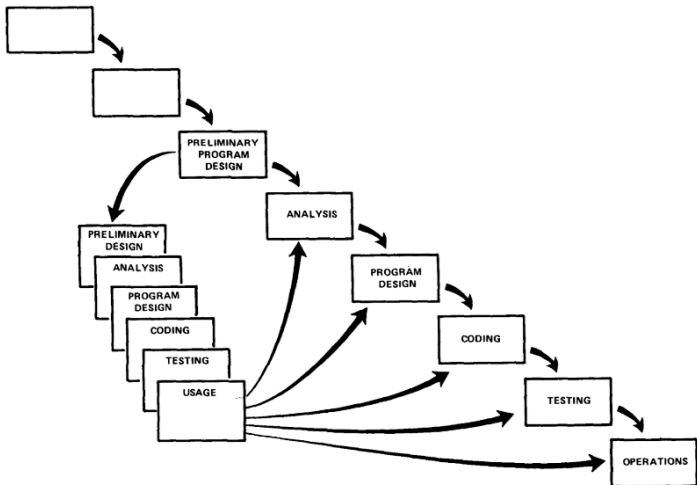 PRELIMINARY
PROGRAM
DESIGN
ANALYSIS
PROGRAM
DESIGN
CODING
TESTING
OPERATIONS
PRELIMINARY
DESIGN
ANALYSIS
PROGRAM
DESIGN
CODING
TESTING
USAGE